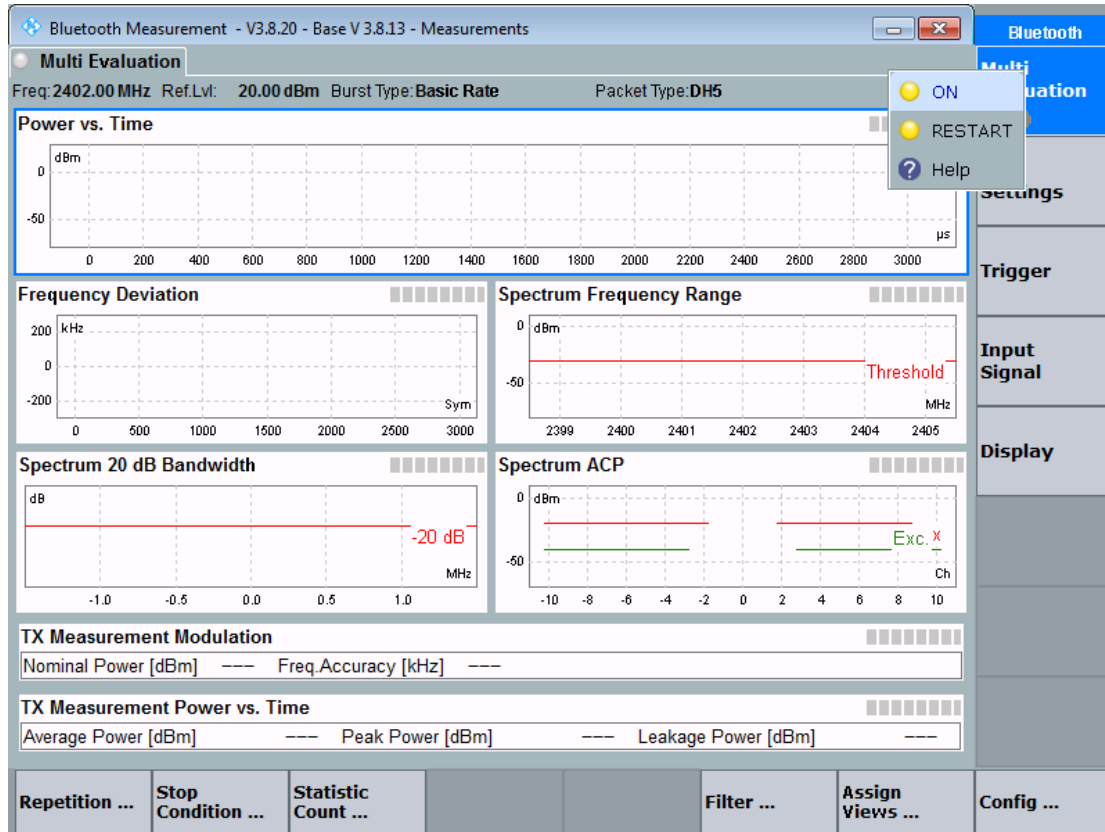 Bluetooth Measurement - V3.8.20 - Base V 3.8.13 - Measurements
Bluetooth
Multi Evaluation
Multi
uation
Freq: 2402.00 MHz Ref.Lvl: 20.00 dBm Burst Type: Basic Rate Packet Type: DH5
ON
RESTART
? Help
Settings
Trigger
Input
Signal
Display
Power vs. Time
dBm
0
-50
µs
0 200 400 600 800 1000 1200 1400 1600 1800 2000 2200 2400 2600 2800 3000
Frequency Deviation
200 kHz
0
-200
Sym
0 500 1000 1500 2000 2500 3000
Spectrum Frequency Range
0 dBm
Threshold
-50
MHz
2399 2400 2401 2402 2403 2404 2405
Spectrum 20 dB Bandwidth
dB
-20 dB
MHz
-1.0 -0.5 0.0 0.5 1.0
Spectrum ACP
0 dBm
Exc. x
-50
Ch
-10 -8 -6 -4 -2 0 2 4 6 8 10
TX Measurement Modulation
Nominal Power [dBm] --- Freq.Accuracy [kHz] ---
TX Measurement Power vs. Time
Average Power [dBm] --- Peak Power [dBm] --- Leakage Power [dBm] ---
Repetition ...
Stop
Condition ...
Statistic
Count ...
Filter ...
Assign
Views ...
Config ...